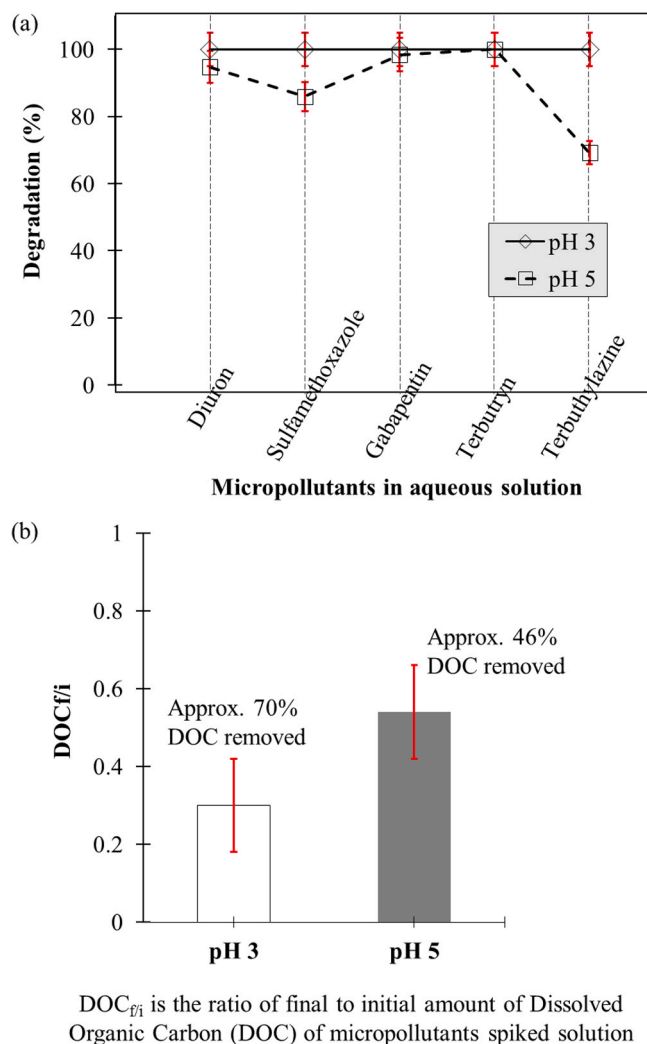 (a)
100
80
60
40
20
0
Degradation (%)
pH 3
pH 5
Diuron
Sulfamethoxazole
Gabapentin
Terbutryn
Terbuthylazine
Micropollutants in aqueous solution
(b)
1
0.8
0.6
0.4
0.2
0
DOCf/i
Approx. 70%
DOC removed
Approx. 46%
DOC removed
pH 3
pH 5
DOCf/i is the ratio of final to initial amount of Dissolved
Organic Carbon (DOC) of micropollutants spiked solution